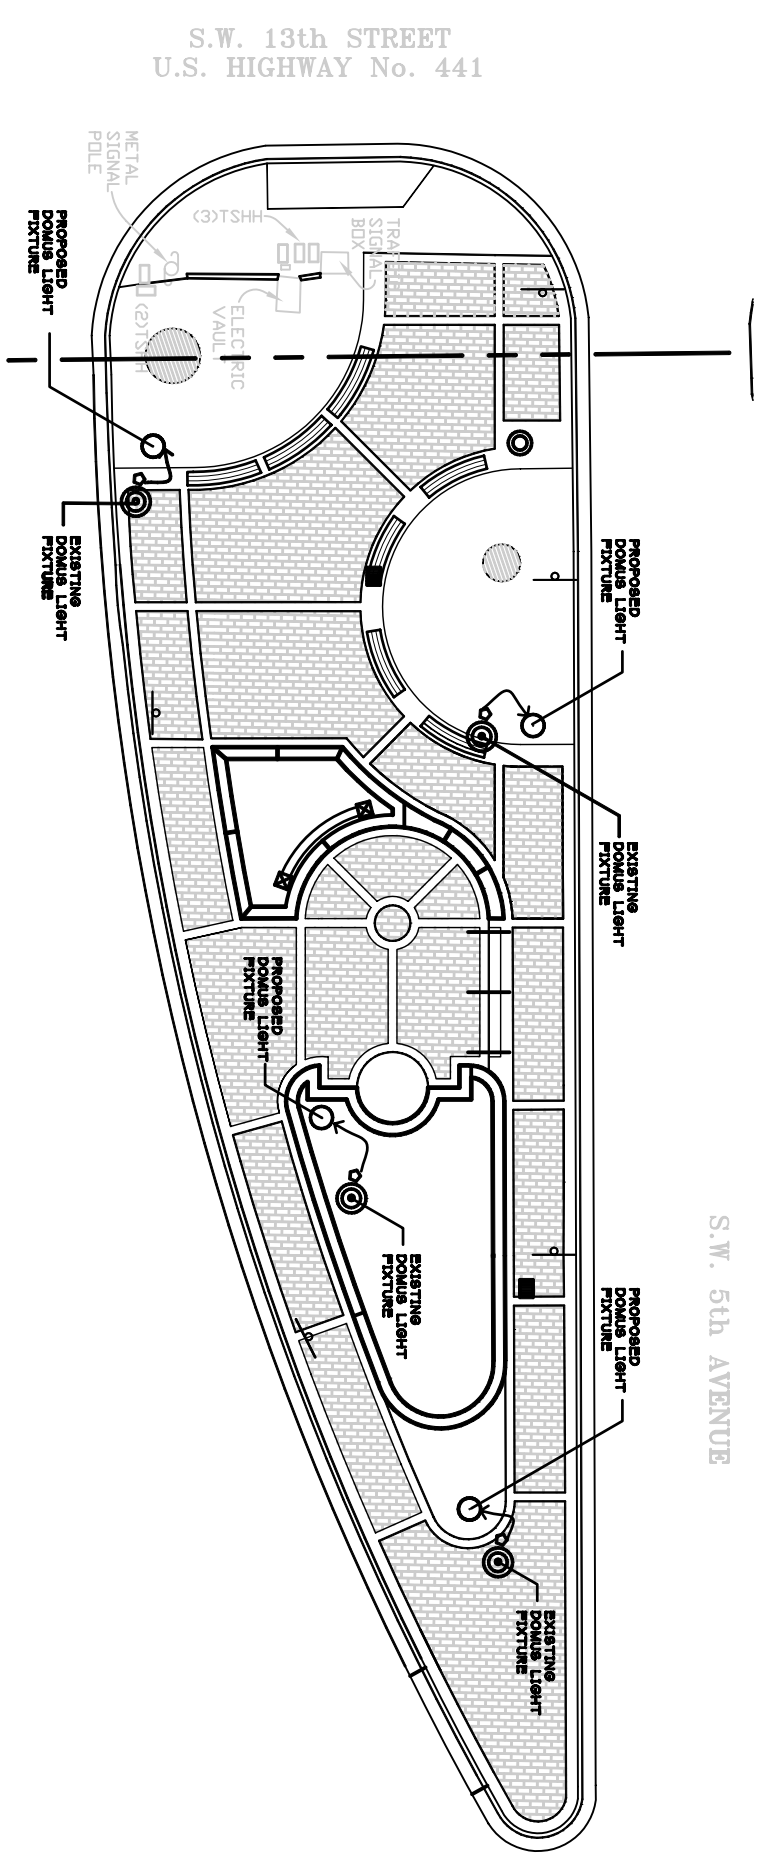 S.W. 13th STREET
U.S. HIGHWAY No. 441
METAL
SIGNAL
POLE
(3)TSHH
TRAFFIC
SIGNAL
BOX
PROPOSED
DOMUS LIGHT
FIXTURE
(2)TSHH
ELECTRIC
VAULT
EXISTING
DOMUS LIGHT
FIXTURE
PROPOSED
DOMUS LIGHT
FIXTURE
EXISTING
DOMUS LIGHT
FIXTURE
PROPOSED
DOMUS LIGHT
FIXTURE
EXISTING
DOMUS LIGHT
FIXTURE
S.W. 5th AVENUE
PROPOSED
DOMUS LIGHT
FIXTURE
EXISTING
DOMUS LIGHT
FIXTURE